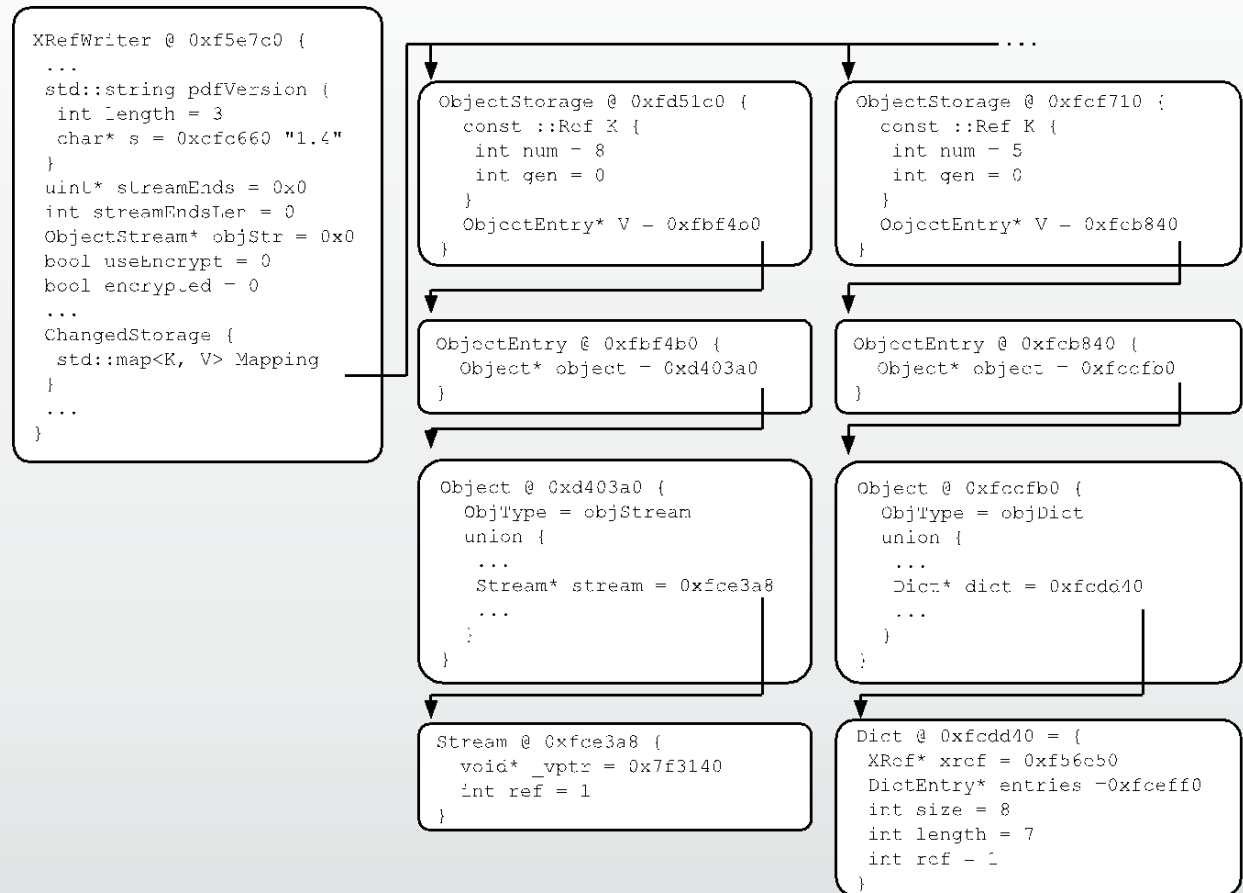 XRefWriter @ 0xf5e7c0 {
...
std::string pdfVersion {
int length = 3
char* s = 0xcfc660 "1.4"
}
uint* streamEnds = 0x0
int streamEndsLen = 0
ObjectStream* objStr = 0x0
bool useEncrypt = 0
bool encrypted = 0
...
ChangedStorage {
std::map<K, V> Mapping
}
...
}
...
ObjectStorage @ 0xfd51c0 {
const ::Ref K {
int num = 8
int gen = 0
}
ObjectEntry* V = 0xfbf4b0
}
ObjectEntry @ 0xfbf4b0 {
Object* object = 0xd403a0
}
Object @ 0xd403a0 {
ObjType = objStream
union {
...
Stream* stream = 0xfce3a8
...
}
}
Stream @ 0xfce3a8 {
void* _vptr = 0x7f3140
int ref = 1
}
ObjectStorage @ 0xfcf710 {
const ::Ref K {
int num = 5
int gen = 0
}
ObjectEntry* V = 0xfcb840
}
ObjectEntry @ 0xfcb840 {
Object* object = 0xfccfb0
}
Object @ 0xfccfb0 {
ObjType = objDict
union {
...
Dict* dict = 0xfcdd40
...
}
}
Dict @ 0xfcdd40 = {
XRef* xref = 0xf56e50
DictEntry* entries =0xfceff0
int size = 8
int length = 7
int ref = 1
}